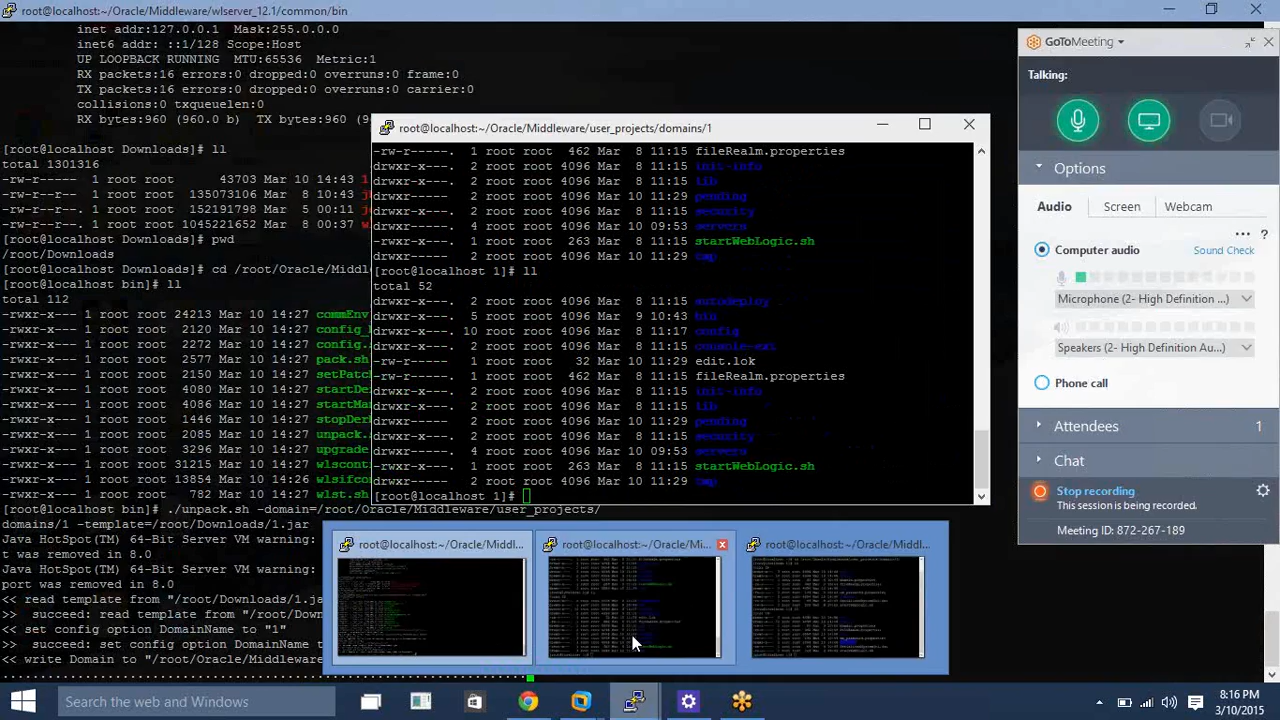 root@localhost:~/Oracle/Middleware/wlserver_12.1/common/bin
inet addr:127.0.0.1  Mask:255.0.0.0
inet6 addr: ::1/128 Scope:Host
UP LOOPBACK RUNNING  MTU:65536  Metric:1
RX packets:16 errors:0 dropped:0 overruns:0 frame:0
TX packets:16 errors:0 dropped:0 overruns:0 carrier:0
collisions:0 txqueuelen:0
RX bytes:960 (960.0 b)  TX bytes:960 (9
[root@localhost Downloads]# ll
total 1301316
1 root root 43703 Mar 10 14:43
1 root root 135073106 Mar 8 10:43
1 root root 152191798 Mar 8 00:11
1 root root 1045221652 Mar 8 00:37
[root@localhost Downloads]# pwd
/root/Downloads
[root@localhost Downloads]# cd /root/Oracle/Middl
[root@localhost bin]# ll
total 112
-rwxr-x---. 1 root root 24213 Mar 10 14:27 commEnv
-rwxr-x---. 1 root root 2120 Mar 10 14:27 config_
-rwxr-x---. 1 root root 2272 Mar 10 14:27 config.
-rwxr-x---. 1 root root 2577 Mar 10 14:27 pack.sh
-rwxr-x---. 1 root root 2150 Mar 10 14:27 setPatc
-rwxr-x---. 1 root root 4080 Mar 10 14:27 startDe
-rwxr-x---. 1 root root Mar 10 14:27 startMa
-rwxr-x---. 1 root root 1446 Mar 10 14:27 stopDer
-rwxr-x---. 1 root root 2085 Mar 10 14:27 unpack.
-rwxr-x---. 1 root root 3296 Mar 10 14:27 upgrade
-rwxr-x---. 1 root root 31215 Mar 10 14:27 wlscont
-rwxr-x---. 1 root root 13854 Mar 10 14:27 wlsifco
-rwxr-x---. 1 root root 782 Mar 10 14:27 wlst.sh
[root@localhost bin]# ./unpack.sh -domain=/root/Oracle/Middleware/user_projects/
domains/1 -template=/root/Downloads/1.jar
Java HotSpot(TM) 64-Bit Server VM warning:
t was removed in 8.0
Java HotSpot(TM) 64-Bit Server VM warning:
port was removed in 8.0
<< read template from "/root/Downloads/1.ja
>> succeed: read template from "/root/Downl
<< set config option DomainName to "1"
>> succeed: set config option DomainName to
root@localhost:~/Oracle/Middleware/user_projects/domains/1
-rw-r-----. 1 root root 462 Mar 8 11:15 fileRealm.properties
drwxr-x---. 2 root root 4096 Mar 8 11:15 init-info
drwxr-x---. 2 root root 4096 Mar 8 11:15 lib
drwxr-x---. 2 root root 4096 Mar 10 11:29 pending
drwxr-x---. 2 root root 4096 Mar 8 11:15 security
drwxr-x---. 4 root root 4096 Mar 10 09:53 servers
-rwxr-x---. 1 root root 263 Mar 8 11:15 startWebLogic.sh
drwxr-x---. 2 root root 4096 Mar 10 11:29 tmp
[root@localhost 1]# ll
total 52
drwxr-x---. 2 root root 4096 Mar 8 11:15 autodeploy
drwxr-x---. 5 root root 4096 Mar 9 10:43 bin
drwxr-x---. 10 root root 4096 Mar 8 11:17 config
drwxr-x---. 2 root root 4096 Mar 8 11:15 console-ext
-rw-r-----. 1 root root 32 Mar 10 11:29 edit.lok
-rw-r-----. 1 root root 462 Mar 8 11:15 fileRealm.properties
drwxr-x---. 2 root root 4096 Mar 8 11:15 init-info
drwxr-x---. 2 root root 4096 Mar 8 11:15 lib
drwxr-x---. 2 root root 4096 Mar 10 11:29 pending
drwxr-x---. 2 root root 4096 Mar 8 11:15 security
drwxr-x---. 4 root root 4096 Mar 10 09:53 servers
-rwxr-x---. 1 root root 263 Mar 8 11:15 startWebLogic.sh
drwxr-x---. 2 root root 4096 Mar 10 11:29 tmp
[root@localhost 1]#
root@localhost:~/Oracle/Middl...
root@localhost:~/Oracle/Mi...
root@localhost:~/Oracle/Middl...
GoToMeeting
Talking:
Options
Audio
Screen
Webcam
Computer audio
Sound Check
Microphone (2- High Definition ...)
Speakers (2- High Definition Au...)
Phone call
Attendees 1
Chat
Stop recording
This session is being recorded.
Meeting ID: 872-267-189
Search the web and Windows
8:16 PM
3/10/2015